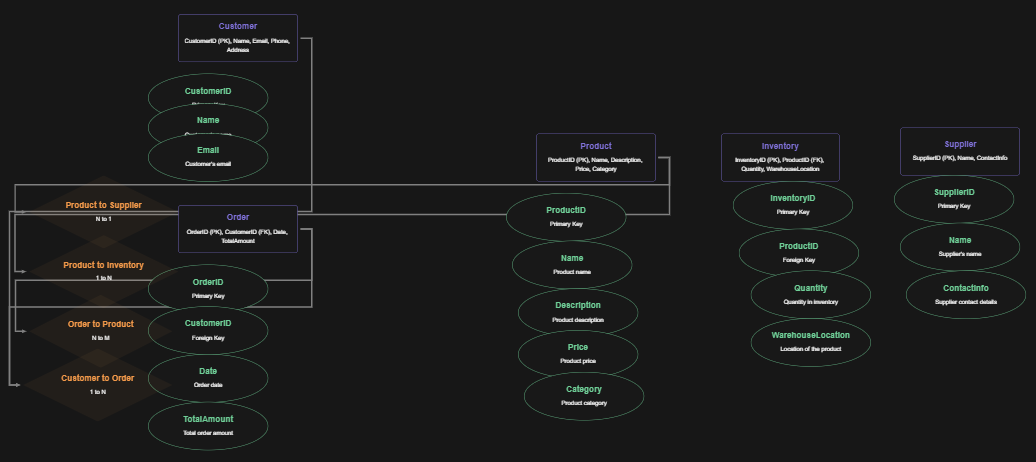 Customer
CustomerID (PK), Name, Email, Phone,
Address
CustomerID
Name
Email
Customer's email
Product to Supplier
N to 1
Product to Inventory
1 to N
Order to Product
N to M
Customer to Order
1 to N
Order
OrderID (PK), CustomerID (FK), Date,
TotalAmount
OrderID
Primary Key
CustomerID
Foreign Key
Date
Order date
TotalAmount
Total order amount
Product
ProductID (PK), Name, Description,
Price, Category
ProductID
Primary Key
Name
Product name
Description
Product description
Price
Product price
Category
Product category
Inventory
InventoryID (PK), ProductID (FK),
Quantity, WarehouseLocation
InventoryID
Primary Key
ProductID
Foreign Key
Quantity
Quantity in inventory
WarehouseLocation
Location of the product
Supplier
SupplierID (PK), Name, ContactInfo
SupplierID
Primary Key
Name
Supplier's name
ContactInfo
Supplier contact details